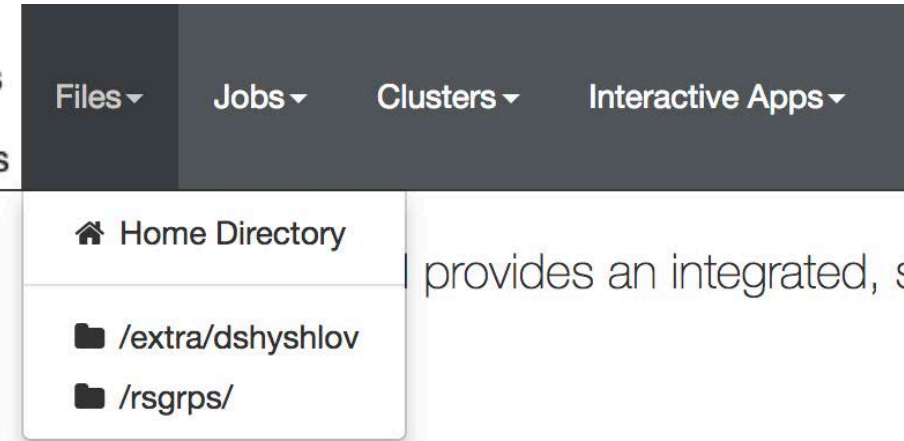 Files
Jobs
Clusters
Interactive Apps
Home Directory
provides an integrated,
/extra/dshyshlov
/rsgrps/